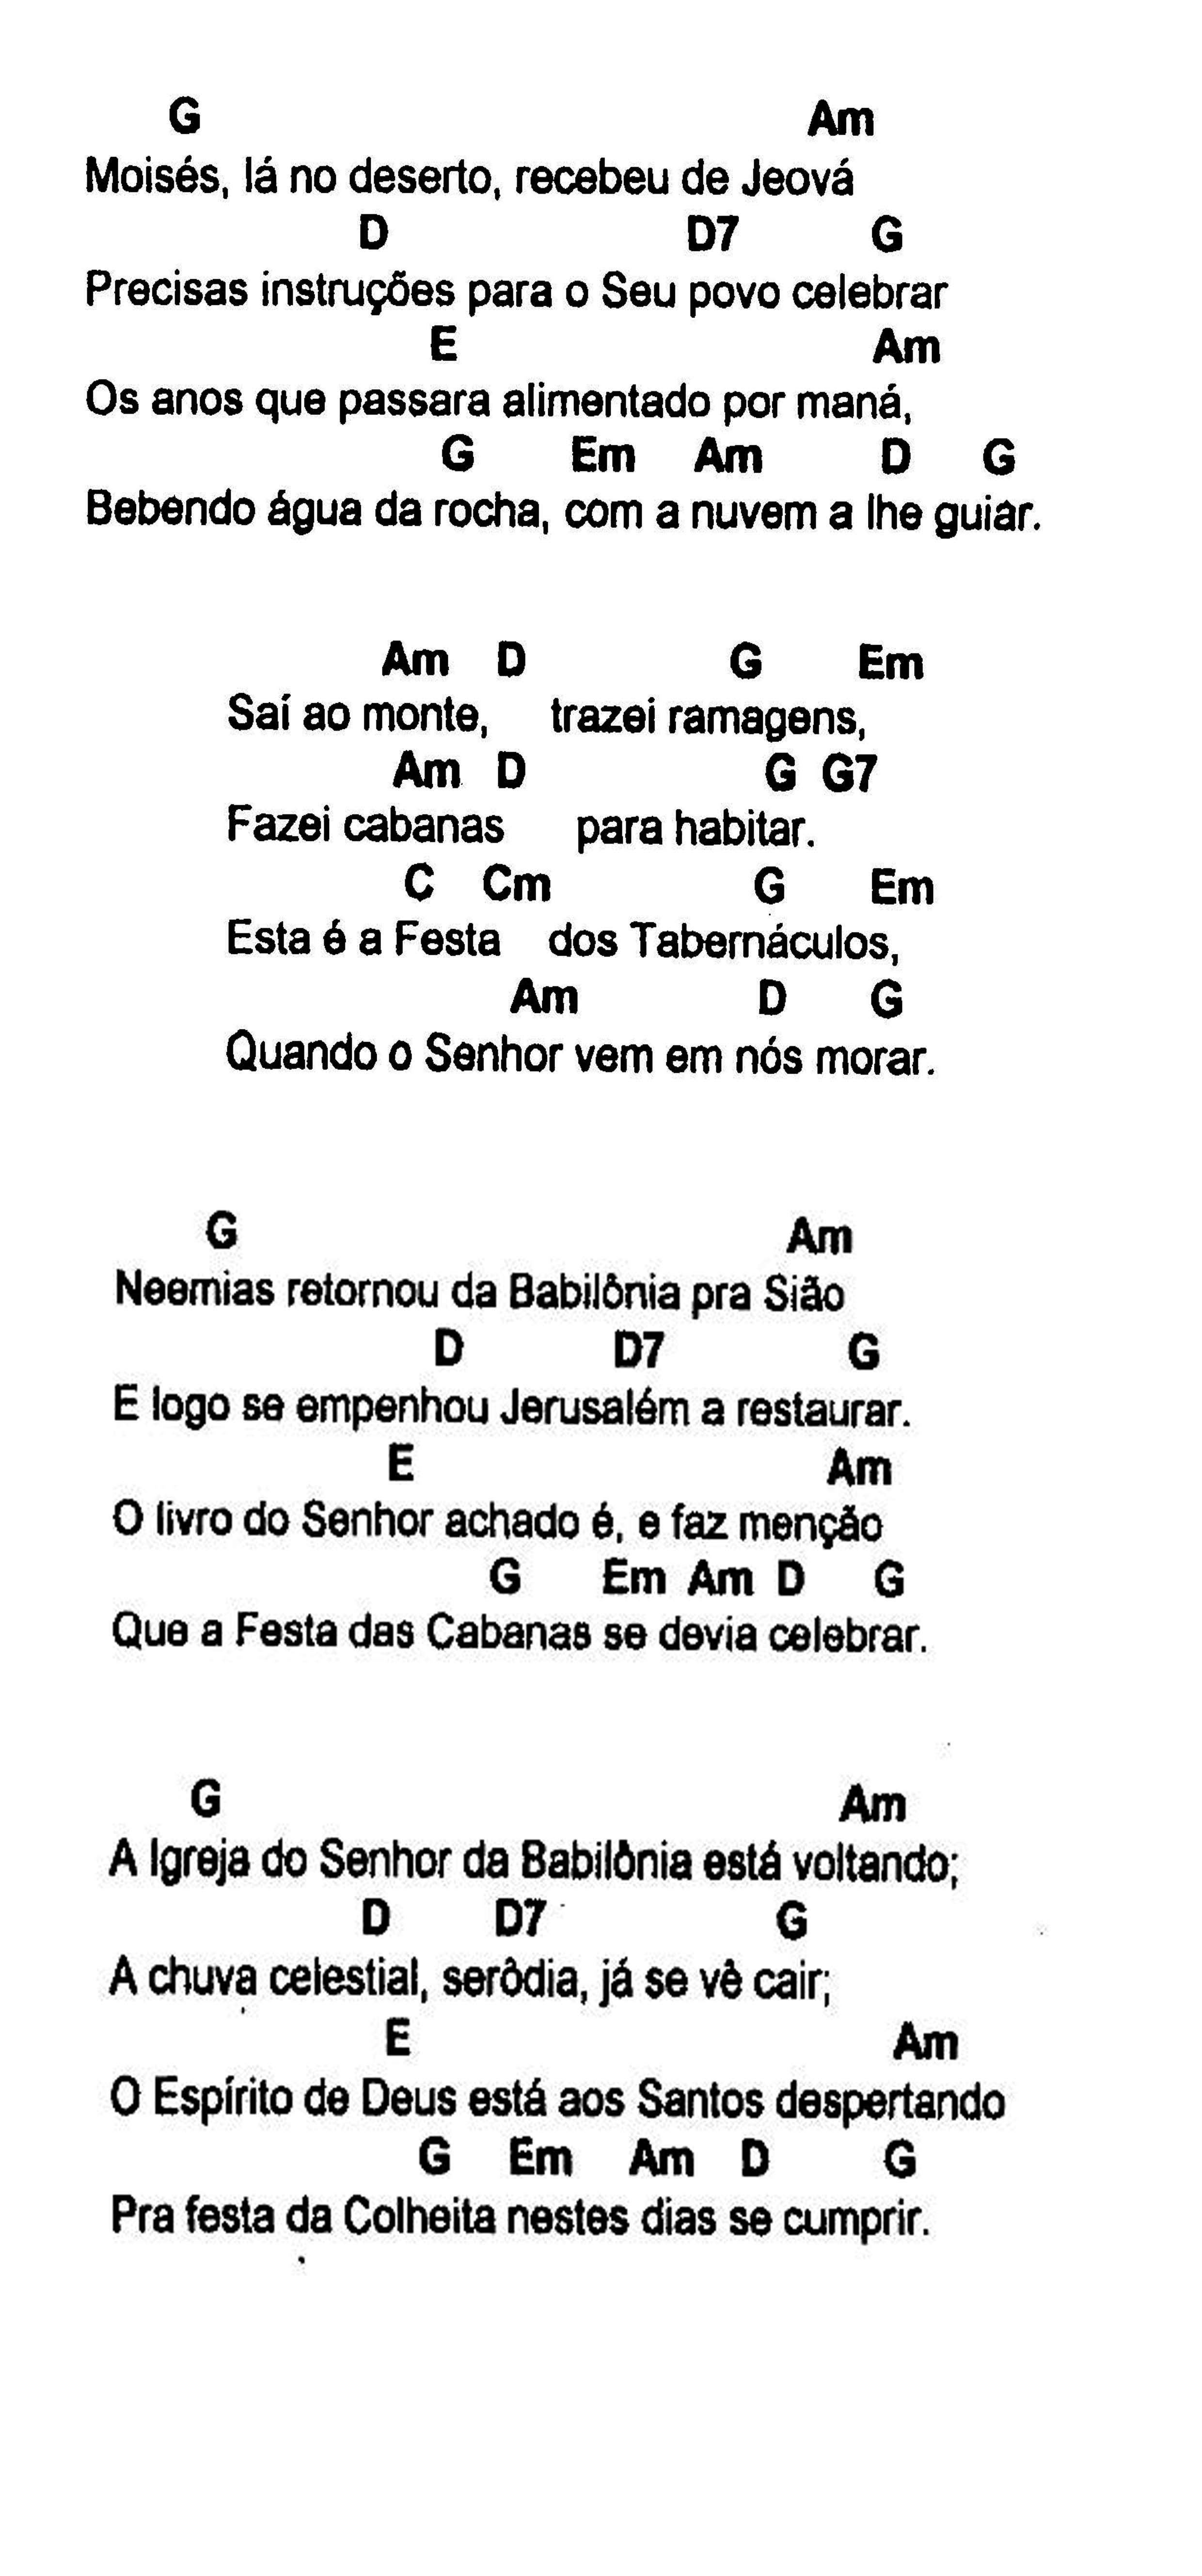 G Am
Moisés, lá no deserto, recebeu de Jeová
D D7 G
Precisas instruções para o Seu povo celebrar
E Am
Os anos que passara alimentado por maná,
G Em Am D G
Bebendo água da rocha, com a nuvem a lhe guiar.
Am D G Em
Saí ao monte, trazei ramagens,
Am D G G7
Fazei cabanas para habitar.
C Cm G Em
Esta é a Festa dos Tabernáculos,
Am D G
Quando o Senhor vem em nós morar.
G Am
Neemias retornou da Babilônia pra Sião
D D7 G
E logo se empenhou Jerusalém a restaurar.
E Am
O livro do Senhor achado é, e faz menção
G Em Am D G
Que a Festa das Cabanas se devia celebrar.
G Am
A Igreja do Senhor da Babilônia está voltando;
D D7 G
A chuva celestial, serôdia, já se vê cair;
E Am
O Espírito de Deus está aos Santos despertando
G Em Am D G
Pra festa da Colheita nestes dias se cumprir.